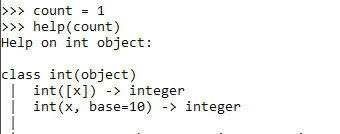 >>> count = 1
>>> help(count)
Help on int object:
class int(object)
 |  int([x]) -> integer
 |  int(x, base=10) -> integer
 |